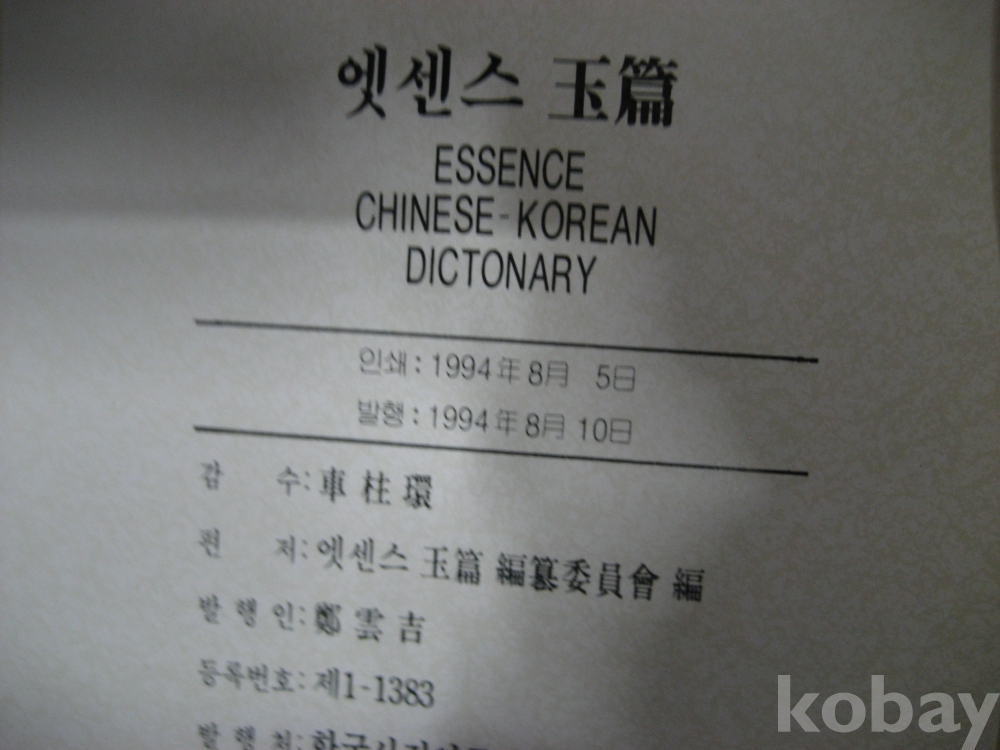 엣센스 玉篇
ESSENCE
CHINESE-KOREAN
DICTONARY
인쇄 : 1994年 8月 5日
발행 : 1994年 8月 10日
감 수 : 車柱環
편 저 : 엣센스 玉篇 編纂委員會 編
발행인 : 鄭雲吉
등록번호 : 제1-1383
발행처 :
kobay